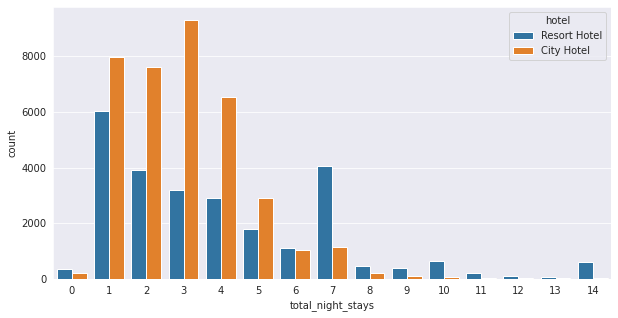 hotel
Resort Hotel
City Hotel
8000
6000
4000
2000
0
count
0 1 2 3 4 5 6 7 8 9 10 11 12 13 14
total_night_stays